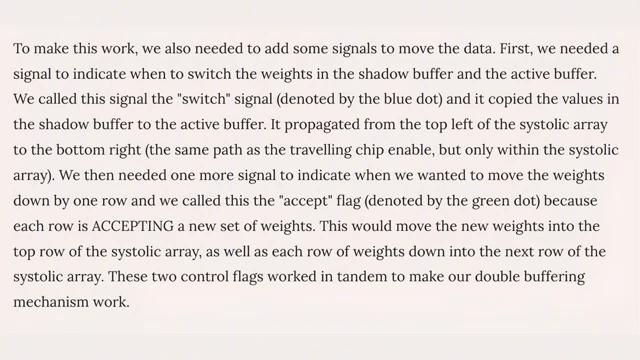 To make this work, we also needed to add some signals to move the data. First, we needed a
signal to indicate when to switch the weights in the shadow buffer and the active buffer.
We called this signal the "switch" signal (denoted by the blue dot) and it copied the values in
the shadow buffer to the active buffer. It propagated from the top left of the systolic array
to the bottom right (the same path as the travelling chip enable, but only within the systolic
array). We then needed one more signal to indicate when we wanted to move the weights
down by one row and we called this the "accept" flag (denoted by the green dot) because
each row is ACCEPTING a new set of weights. This would move the new weights into the
top row of the systolic array, as well as each row of weights down into the next row of the
systolic array. These two control flags worked in tandem to make our double buffering
mechanism work.